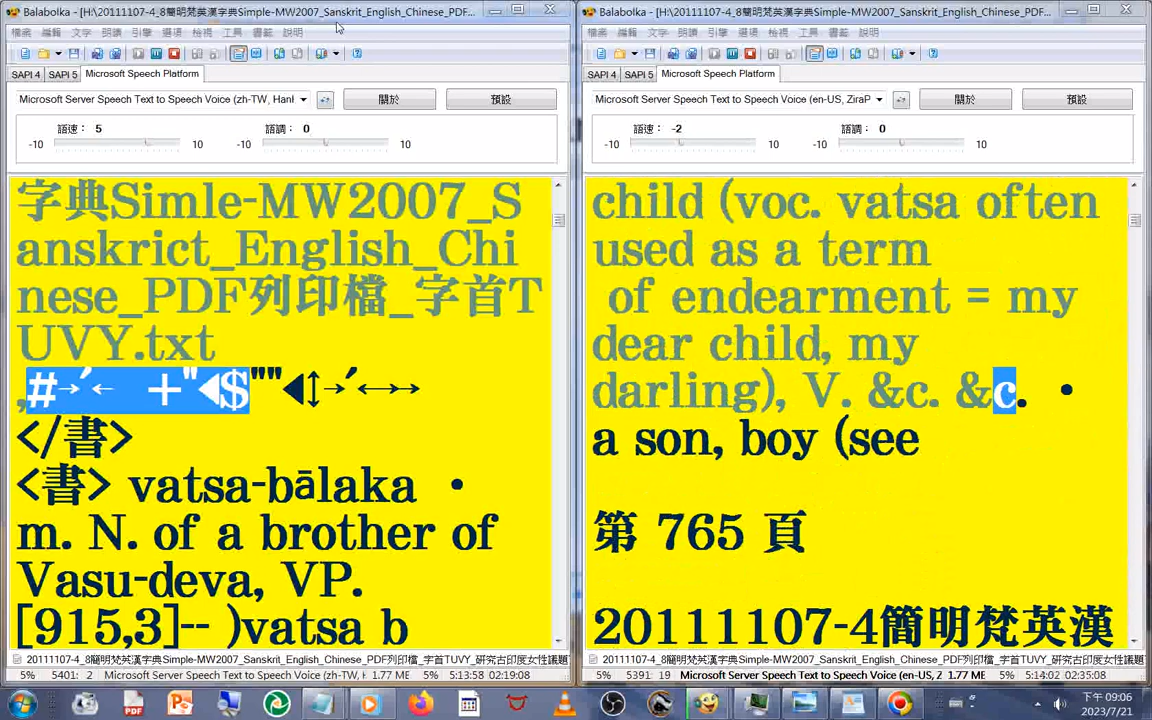 Balabolka - [H:\20111107-4_8簡明梵英漢字典Simple-MW2007_Sanskrit_English_Chinese_PDF...
檔案 編輯 文字 朗讀 引擎 選項 檢視 工具 書籤 說明
SAPI 4 SAPI 5 Microsoft Speech Platform
Microsoft Server Speech Text to Speech Voice (zh-TW, Hanl
關於
預設
語速： 5
語調： 0
-10 10 -10 10
字典Simle-MW2007_S
anskrict_English_Chi
nese_PDF列印檔_字首T
UVY.txt
,#→′← +"◀$""◀↕→′↔→
</書>
<書> vatsa-bālaka •
m. N. of a brother of
Vasu-deva, VP.
[915,3]-- )vatsa b
20111107-4_8簡明梵英漢字典Simple-MW2007_Sanskrit_English_Chinese_PDF列印檔_字首TUVY_研究古印度女性議題
5% 5401: 2 Microsoft Server Speech Text to Speech Voice (zh-TW, H 1.77 ME 5% 5:13:58 02:19:08
Balabolka - [H:\20111107-4_8簡明梵英漢字典Simple-MW2007_Sanskrit_English_Chinese_PDF...
檔案 編輯 文字 朗讀 引擎 選項 檢視 工具 書籤 說明
SAPI 4 SAPI 5 Microsoft Speech Platform
Microsoft Server Speech Text to Speech Voice (en-US, ZiraP
關於
預設
語速： -2
語調： 0
-10 10 -10 10
child (voc. vatsa often
used as a term
of endearment = my
dear child, my
darling), V. &c. &c. •
a son, boy (see
第 765 頁
20111107-4簡明梵英漢
20111107-4_8簡明梵英漢字典Simple-MW2007_Sanskrit_English_Chinese_PDF列印檔_字首TUVY_研究古印度女性議題
5% 5391: 19 Microsoft Server Speech Text to Speech Voice (en-US, Z 1.77 ME 5% 5:14:02 02:35:08
下午 09:06
2023/7/21